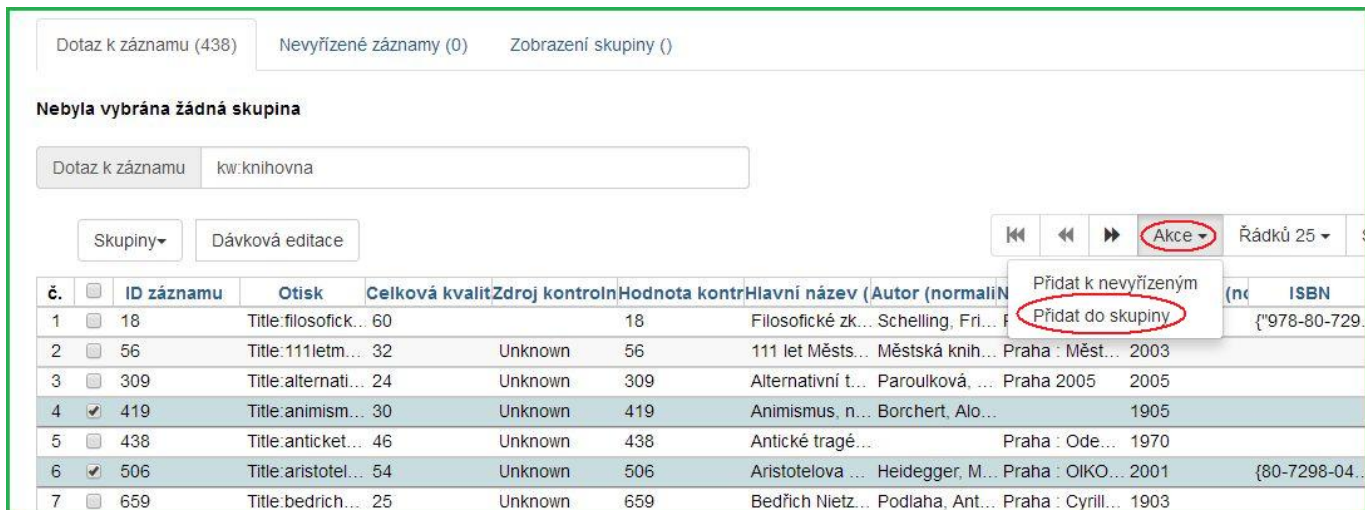 Dotaz k záznamu (438) Nevyřízené záznamy (0) Zobrazení skupiny ()
Nebyla vybrána žádná skupina
Dotaz k záznamu kw:knihovna
Skupiny Dávková editace Akce Řádků 25
Přidat k nevyřízeným
Přidat do skupiny
č. ID záznamu Otisk Celková kvalit Zdroj kontroln Hodnota kontr Hlavní název ( Autor (normali N (no ISBN
1 18 Title:filosofick... 60 18 Filosofické zk... Schelling, Fri... {"978-80-729...
2 56 Title:111letm... 32 Unknown 56 111 let Městs... Městská knih... Praha : Měst... 2003
3 309 Title:alternati... 24 Unknown 309 Alternativní t... Paroulková, ... Praha 2005 2005
4 419 Title:animism... 30 Unknown 419 Animismus, n... Borchert, Alo... 1905
5 438 Title:anticket... 46 Unknown 438 Antické tragé... Praha : Ode... 1970
6 506 Title:aristotel... 54 Unknown 506 Aristotelova ... Heidegger, M... Praha : OIKO... 2001 {80-7298-04...
7 659 Title:bedrich... 25 Unknown 659 Bedřich Nietz... Podlaha, Ant... Praha : Cyrill... 1903